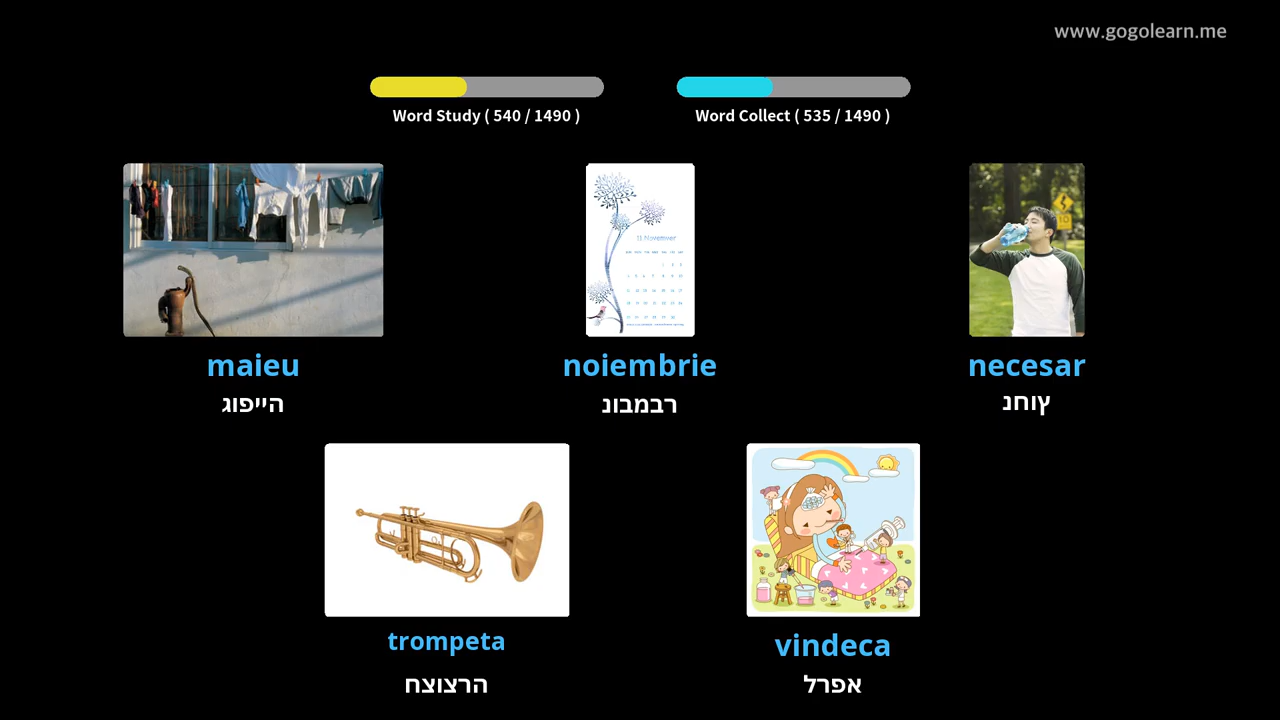 www.gogolearn.me
Word Study ( 540 / 1490 )
Word Collect ( 535 / 1490 )
maieu
הייפוג
noiembrie
רבמבונ
necesar
ץוחנ
trompeta
הרצוצח
vindeca
אפרל